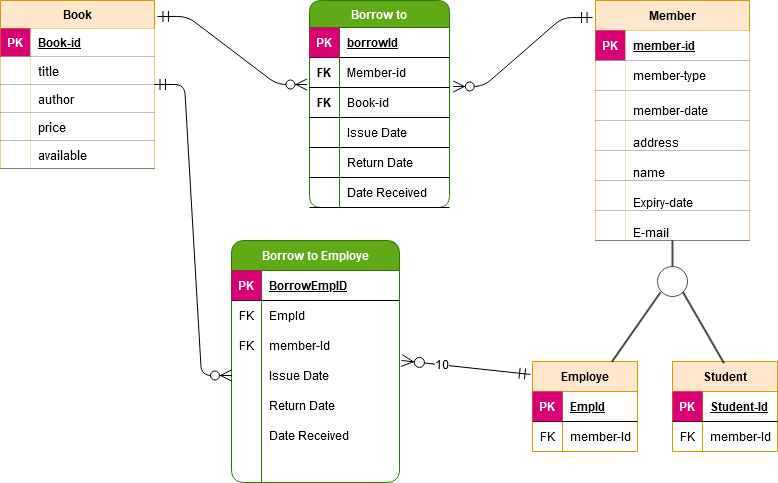 Book
PK Book-id
title
author
price
available
Borrow to
PK borrowId
FK Member-id
FK Book-id
Issue Date
Return Date
Date Received
Member
PK member-id
member-type
member-date
address
name
Expiry-date
E-mail
Borrow to Employe
PK BorrowEmpID
FK EmpId
FK member-Id
Issue Date
Return Date
Date Received
10
Employe
PK EmpId
FK member-Id
Student
PK Student-Id
FK member-Id